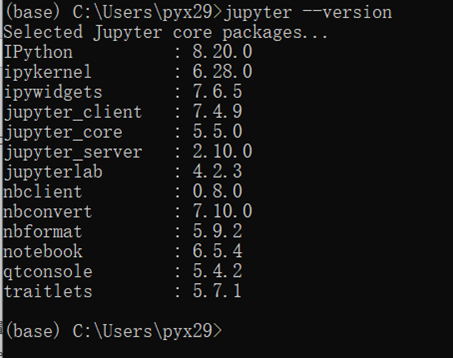 (base) C:\Users\pyx29>jupyter --version
Selected Jupyter core packages...
IPython          : 8.20.0
ipykernel        : 6.28.0
ipywidgets       : 7.6.5
jupyter_client   : 7.4.9
jupyter_core     : 5.5.0
jupyter_server   : 2.10.0
jupyterlab       : 4.2.3
nbclient         : 0.8.0
nbconvert        : 7.10.0
nbformat         : 5.9.2
notebook         : 6.5.4
qtconsole        : 5.4.2
traitlets        : 5.7.1
(base) C:\Users\pyx29>